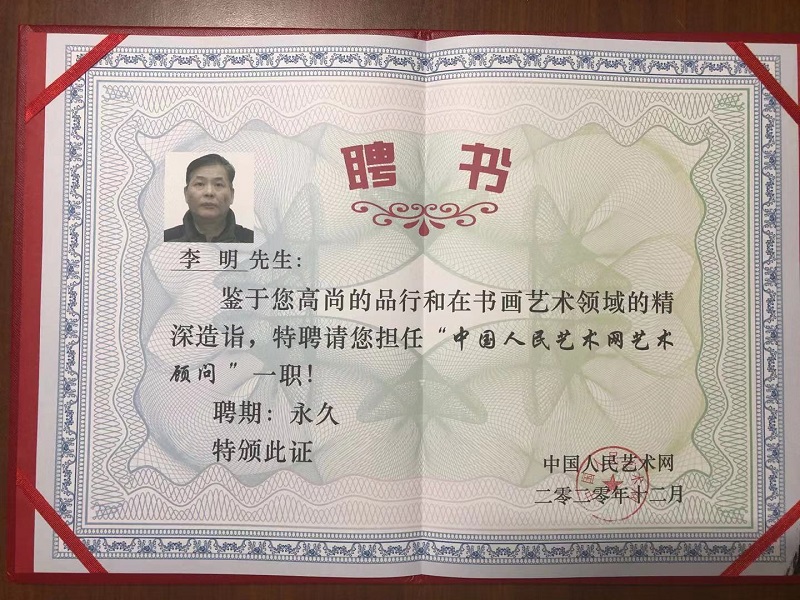 聘 书
李 明 先生：
鉴于您高尚的品行和在书画艺术领域的精
深造诣，特聘请您担任“中国人民艺术网艺术
顾问”一职！
聘期：永久
特颁此证
中国人民艺术网
二零二零年十二月